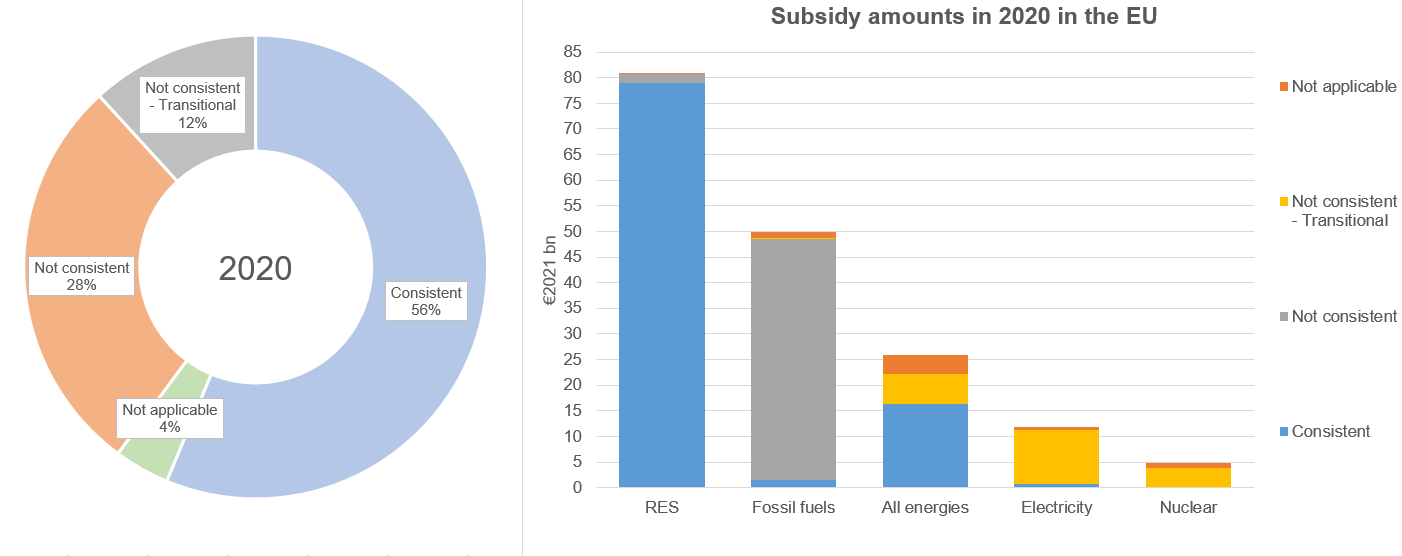 Not consistent
- Transitional
12%
Not consistent
28%
2020
Consistent
56%
Not applicable
4%
Subsidy amounts in 2020 in the EU
€2021 bn
85
80
75
70
65
60
55
50
45
40
35
30
25
20
15
10
5
0
RES
Fossil fuels
All energies
Electricity
Nuclear
Not applicable
Not consistent
- Transitional
Not consistent
Consistent